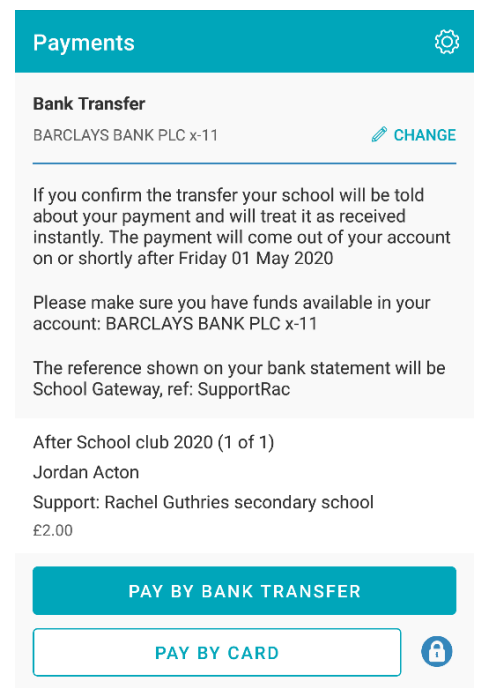 Payments
Bank Transfer
BARCLAYS BANK PLC x-11
CHANGE
If you confirm the transfer your school will be told
about your payment and will treat it as received
instantly. The payment will come out of your account
on or shortly after Friday 01 May 2020
Please make sure you have funds available in your
account: BARCLAYS BANK PLC x-11
The reference shown on your bank statement will be
School Gateway, ref: SupportRac
After School club 2020 (1 of 1)
Jordan Acton
Support: Rachel Guthries secondary school
£2.00
PAY BY BANK TRANSFER
PAY BY CARD